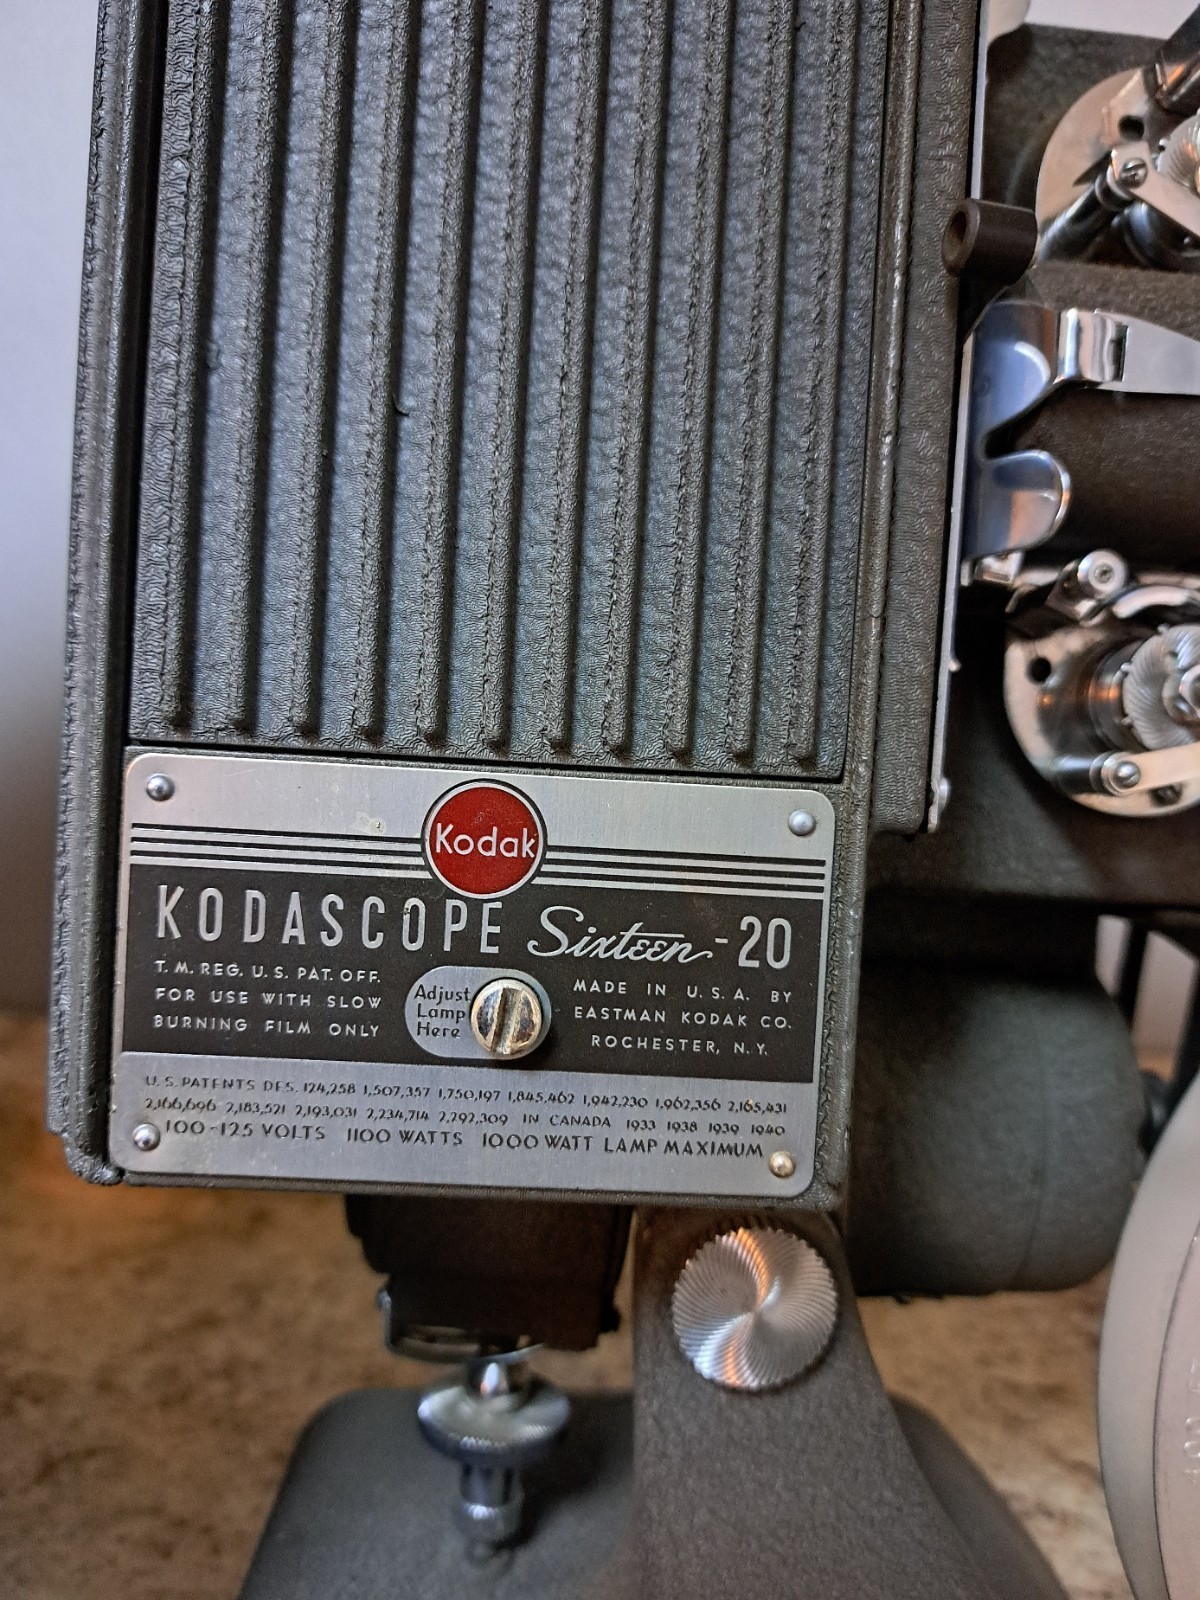 Kodak
KODASCOPE Sixteen-20
T. M. REG. U. S. PAT. OFF.
FOR USE WITH SLOW
BURNING FILM ONLY
Adjust
Lamp
Here
MADE IN U. S. A. BY
EASTMAN KODAK CO.
ROCHESTER, N. Y.
U. S. PATENTS DES. 124,258 1,507,357 1,750,197 1,845,462 1,942,230 1,962,356 2,165,431
2,166,696 2,183,521 2,193,031 2,234,714 2,292,309 IN CANADA 1933 1938 1939 1940
100-125 VOLTS 1100 WATTS 1000 WATT LAMP MAXIMUM